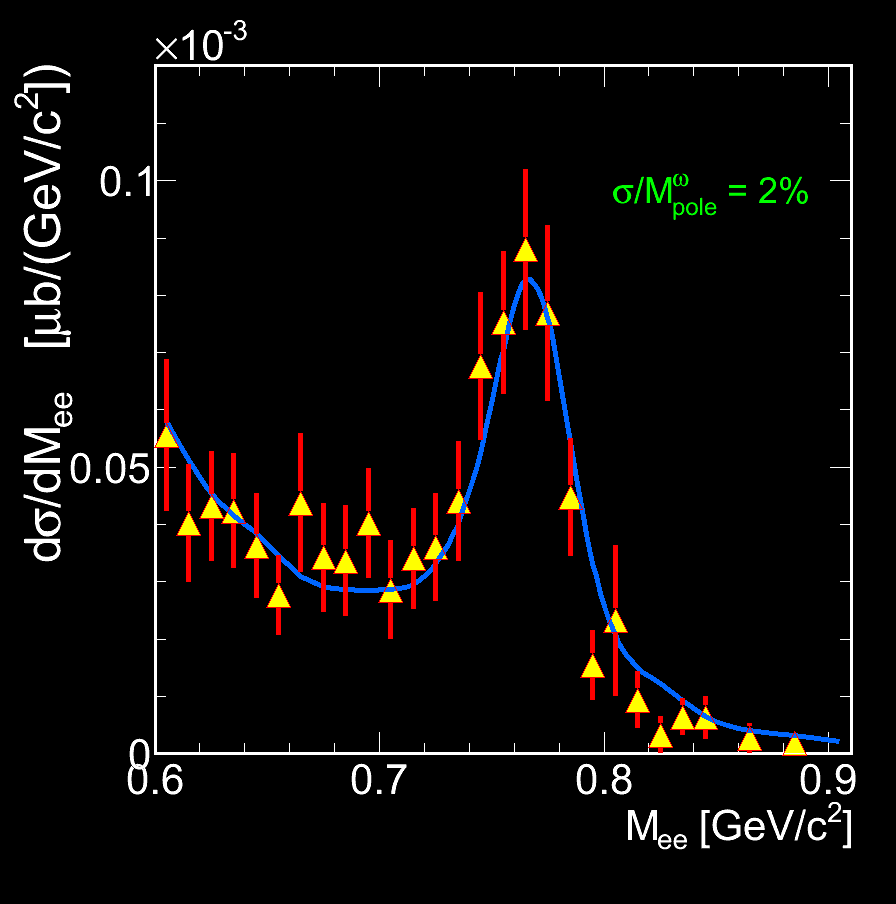 ×10⁻³
dσ/dM_ee [μb/(GeV/c²)]
0.1
0.05
0
σ/M^ω_pole = 2%
0.6 0.7 0.8 0.9
M_ee [GeV/c²]